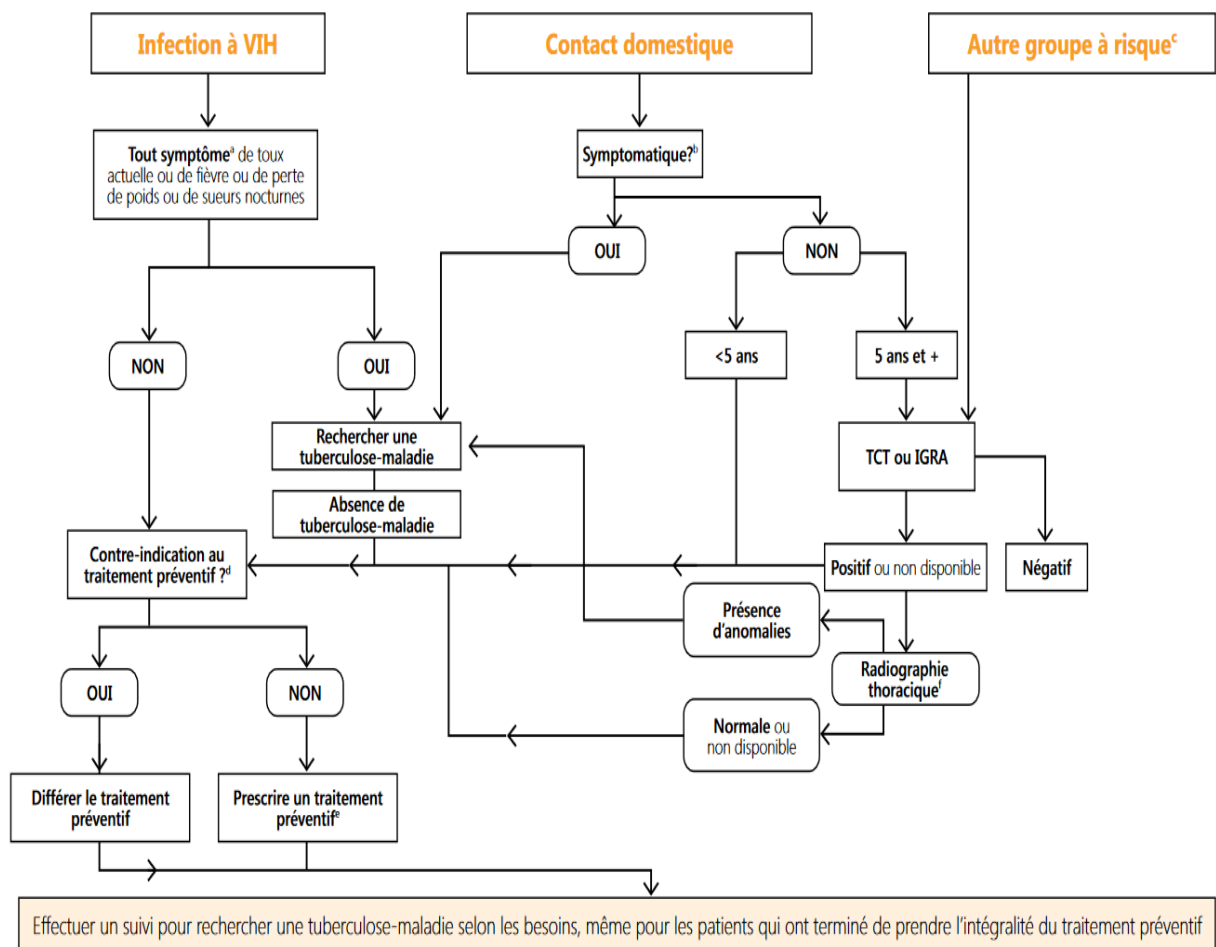 Infection à VIH
Contact domestique
Autre groupe à risqueᶜ
Tout symptômeᵃ de toux
actuelle ou de fièvre ou de perte
de poids ou de sueurs nocturnes
Symptomatique?ᵇ
OUI
NON
NON
OUI
<5 ans
5 ans et +
Rechercher une
tuberculose-maladie
TCT ou IGRA
Absence de
tuberculose-maladie
Contre-indication au
traitement préventif ?ᵈ
Positif ou non disponible
Négatif
Présence
d'anomalies
Radiographie
thoraciqueᶠ
OUI
NON
Normale ou
non disponible
Différer le traitement
préventif
Prescrire un traitement
préventifᵉ
Effectuer un suivi pour rechercher une tuberculose-maladie selon les besoins, même pour les patients qui ont terminé de prendre l'intégralité du traitement préventif